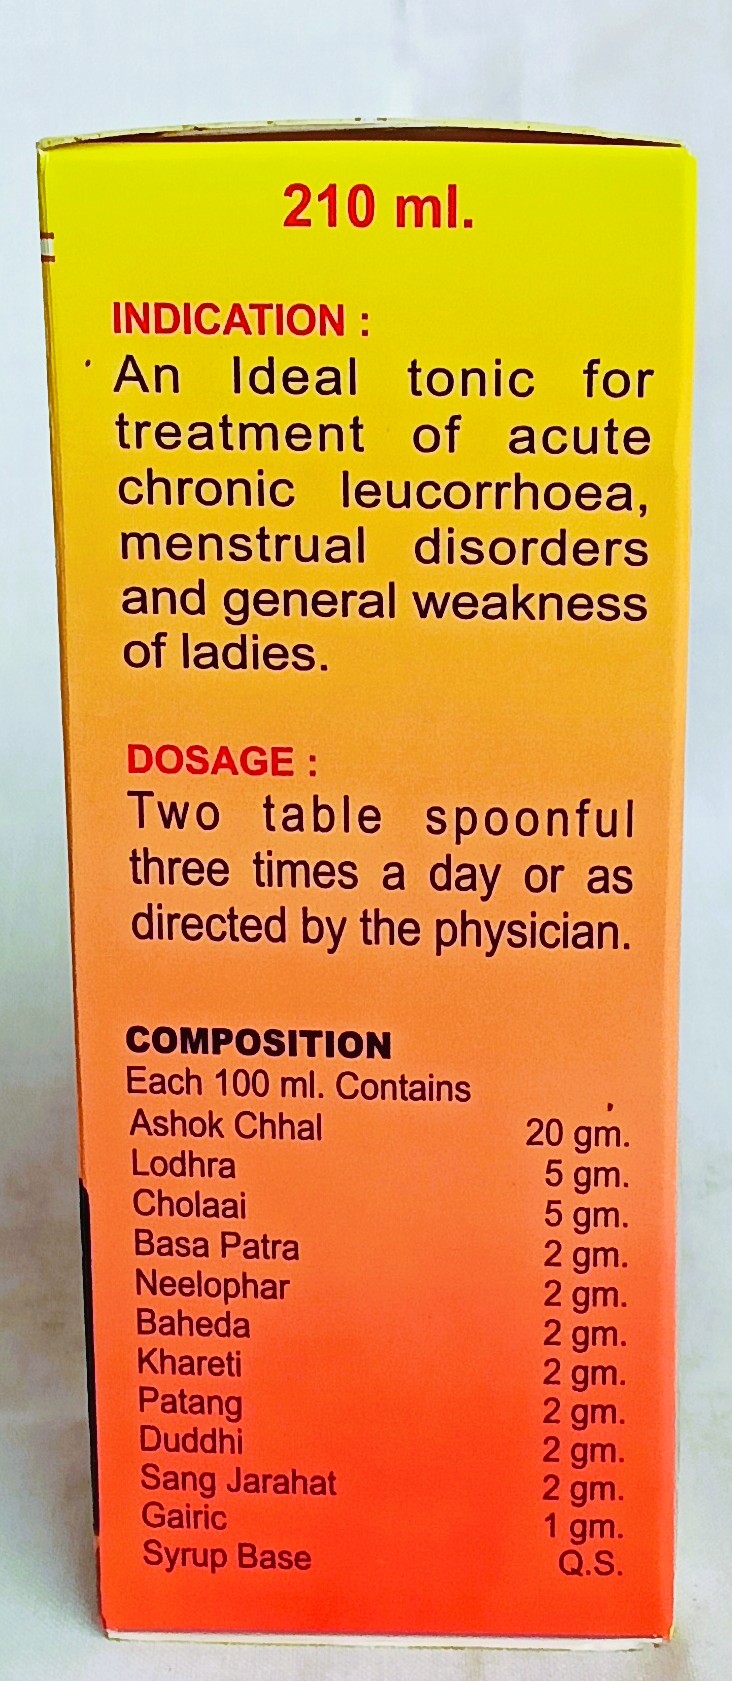 210 ml.
INDICATION :
An Ideal tonic for
treatment of acute
chronic leucorrhoea,
menstrual disorders
and general weakness
of ladies.
DOSAGE :
Two table spoonful
three times a day or as
directed by the physician.
COMPOSITION
Each 100 ml. Contains
Ashok Chhal 20 gm.
Lodhra 5 gm.
Cholaai 5 gm.
Basa Patra 2 gm.
Neelophar 2 gm.
Baheda 2 gm.
Khareti 2 gm.
Patang 2 gm.
Duddhi 2 gm.
Sang Jarahat 2 gm.
Gairic 1 gm.
Syrup Base Q.S.